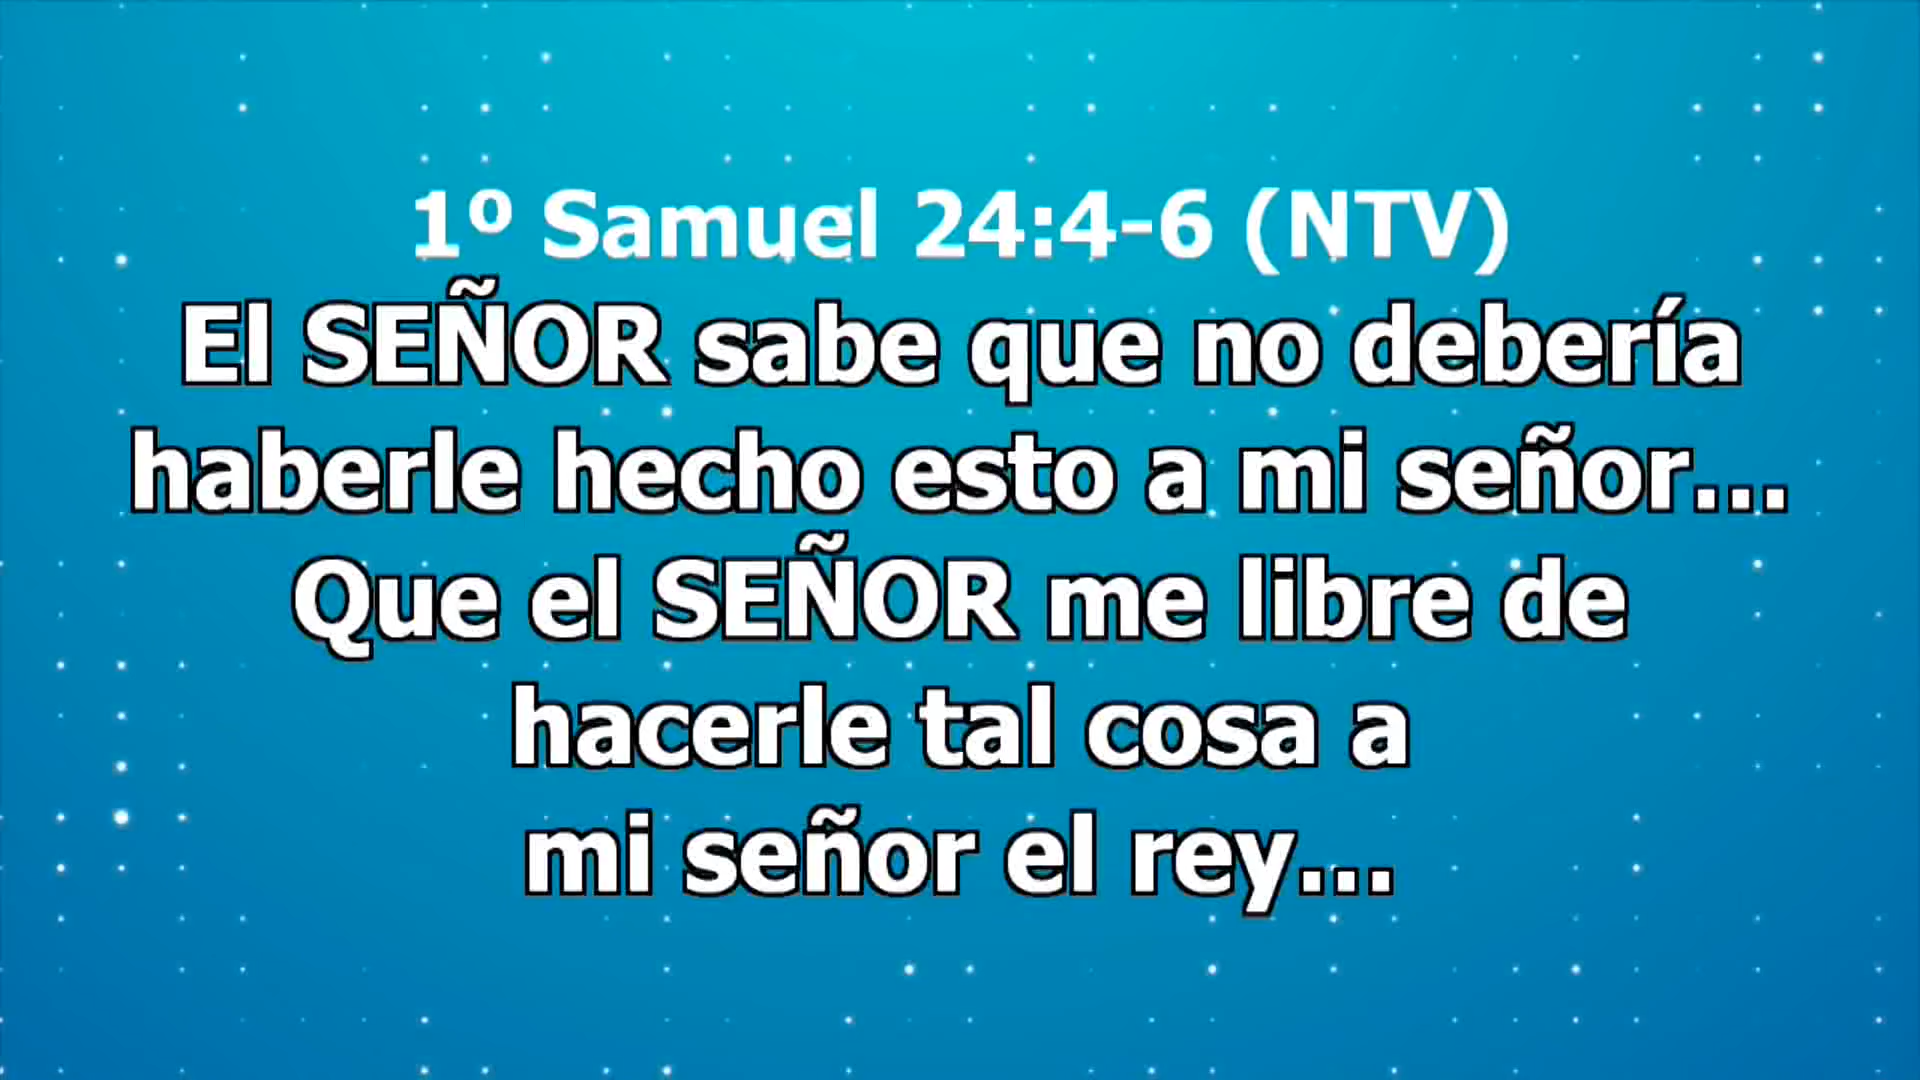 1º Samuel 24:4-6 (NTV)
El SEÑOR sabe que no debería
haberle hecho esto a mi señor...
Que el SEÑOR me libre de
hacerle tal cosa a
mi señor el rey...